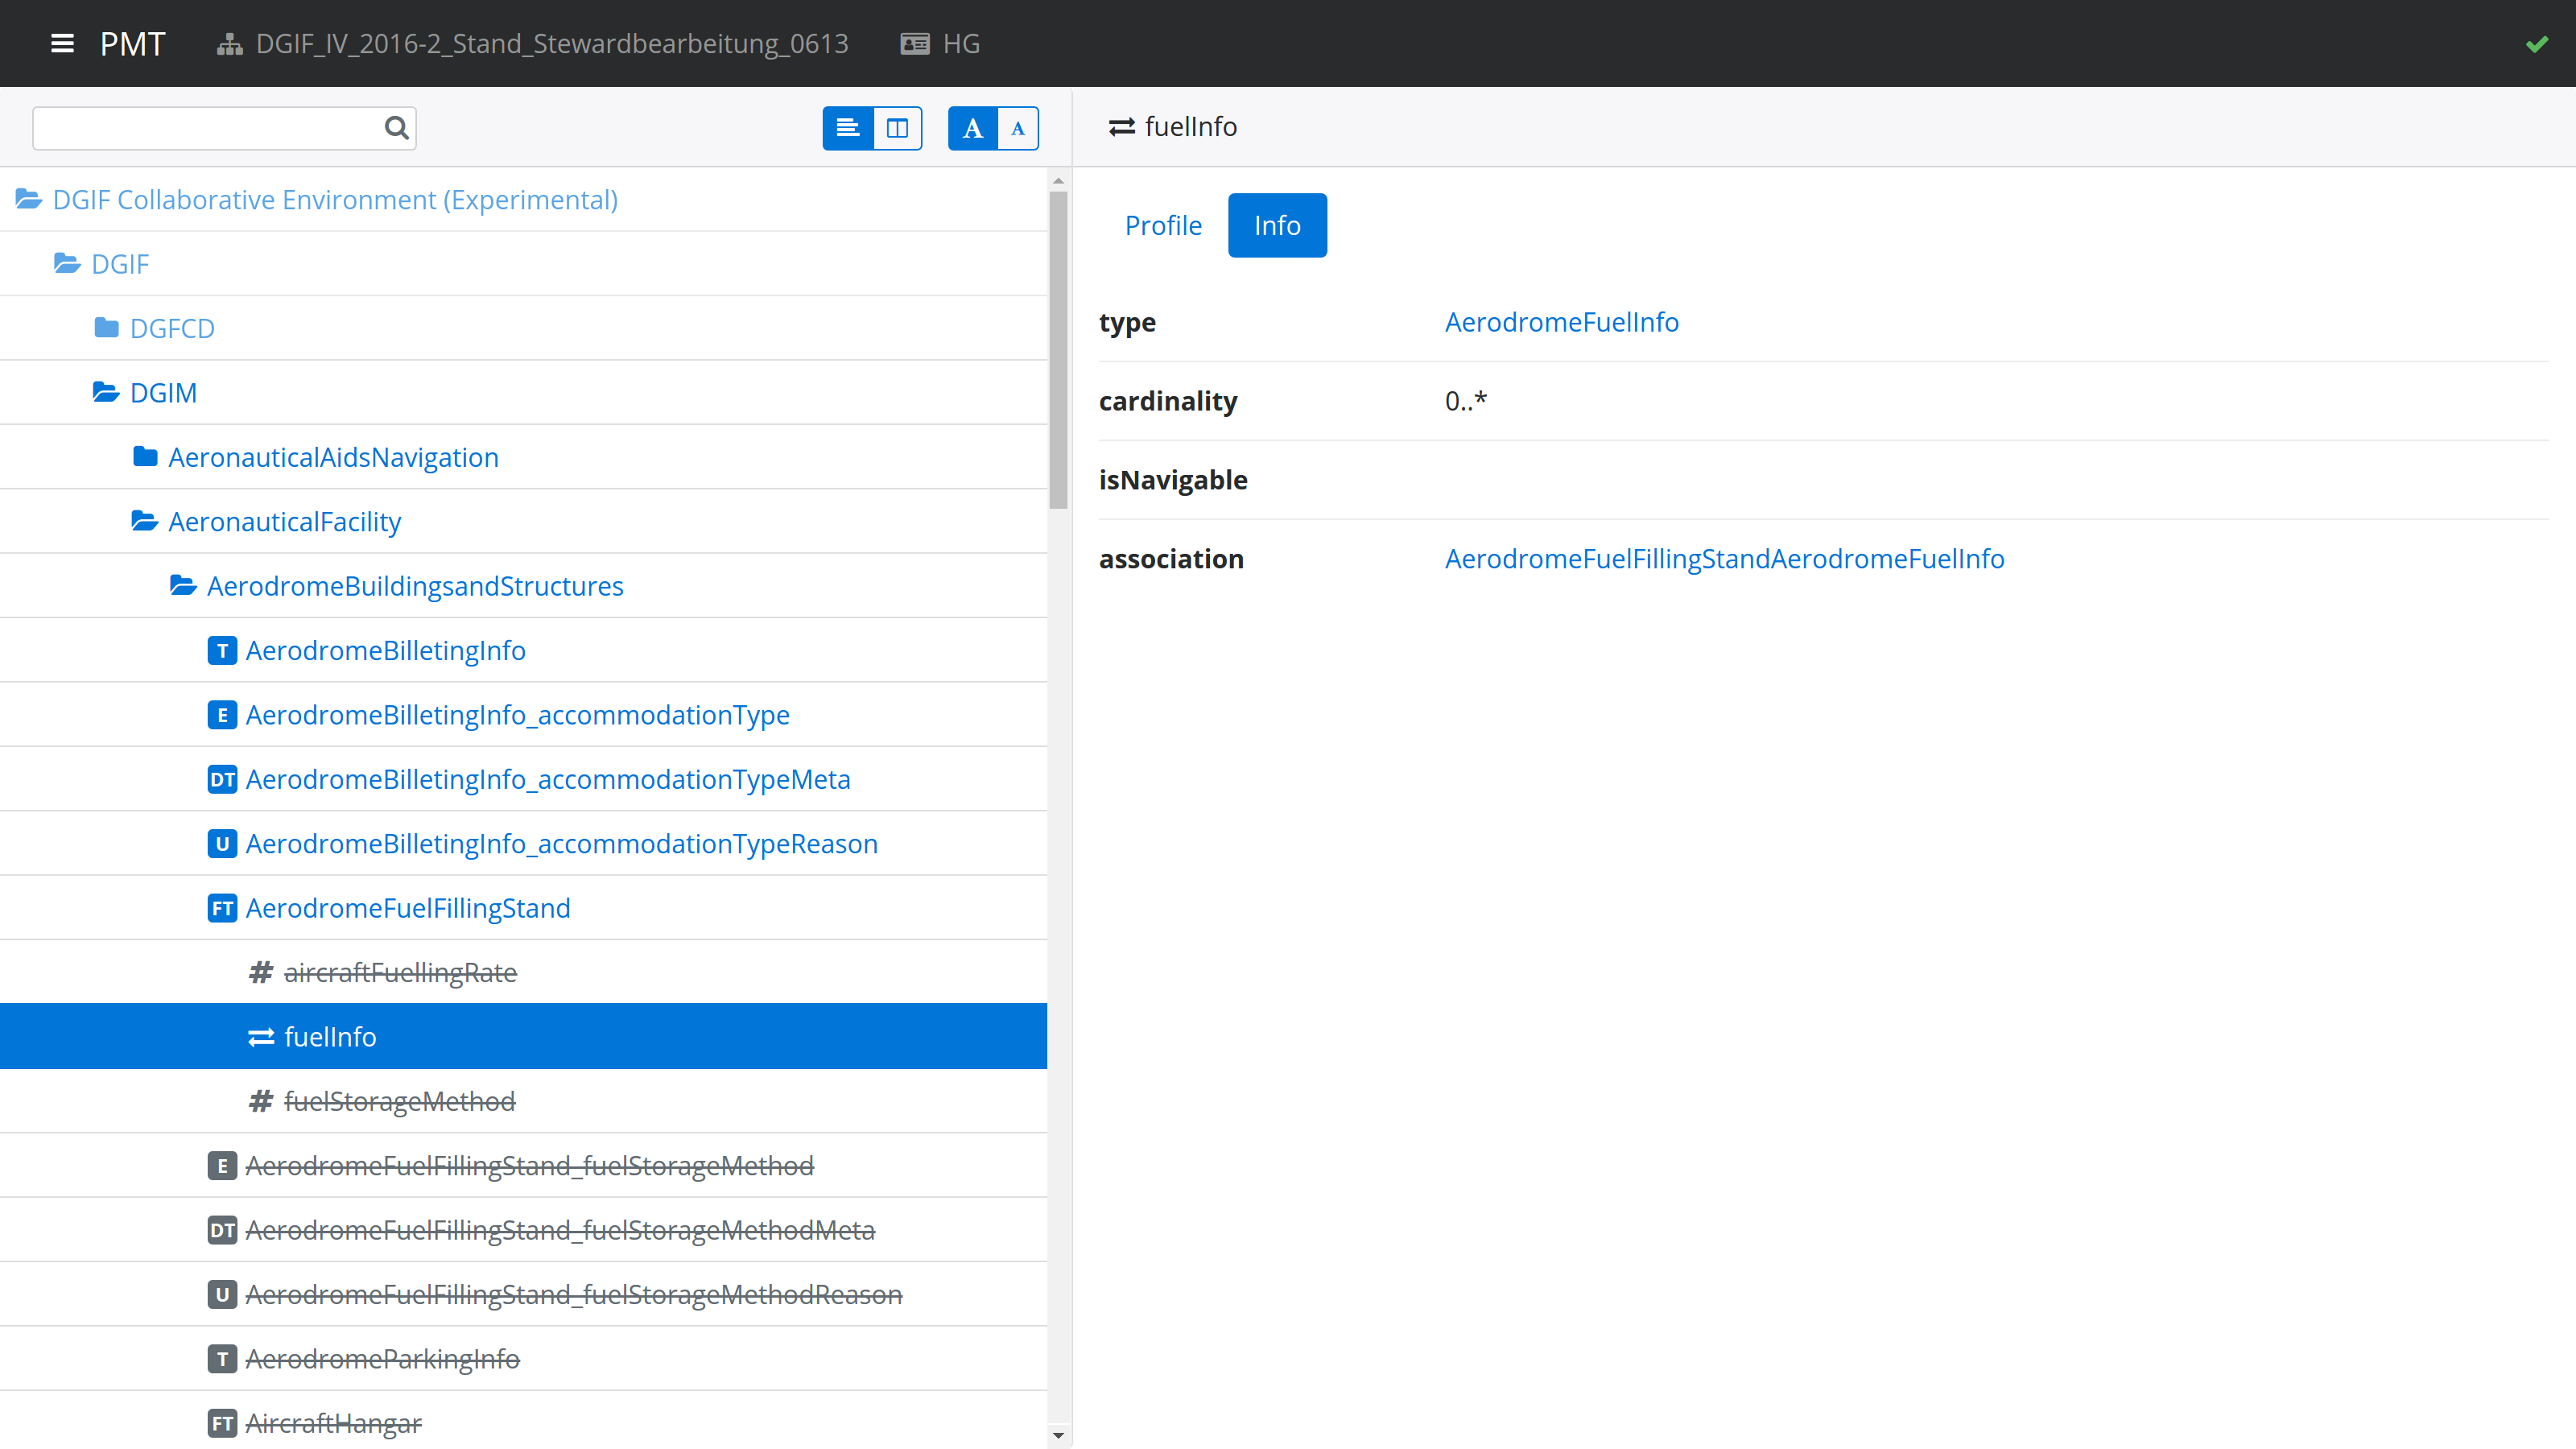 PMT DGIF_IV_2016-2_Stand_Stewardbearbeitung_0613 HG
A A
fuelInfo
DGIF Collaborative Environment (Experimental)
DGIF
DGFCD
DGIM
AeronauticalAidsNavigation
AeronauticalFacility
AerodromeBuildingsandStructures
T AerodromeBilletingInfo
E AerodromeBilletingInfo_accommodationType
DT AerodromeBilletingInfo_accommodationTypeMeta
U AerodromeBilletingInfo_accommodationTypeReason
FT AerodromeFuelFillingStand
# aircraftFuellingRate
fuelInfo
# fuelStorageMethod
E AerodromeFuelFillingStand_fuelStorageMethod
DT AerodromeFuelFillingStand_fuelStorageMethodMeta
U AerodromeFuelFillingStand_fuelStorageMethodReason
T AerodromeParkingInfo
FT AircraftHangar
Profile Info
type AerodromeFuelInfo
cardinality 0..*
isNavigable
association AerodromeFuelFillingStandAerodromeFuelInfo